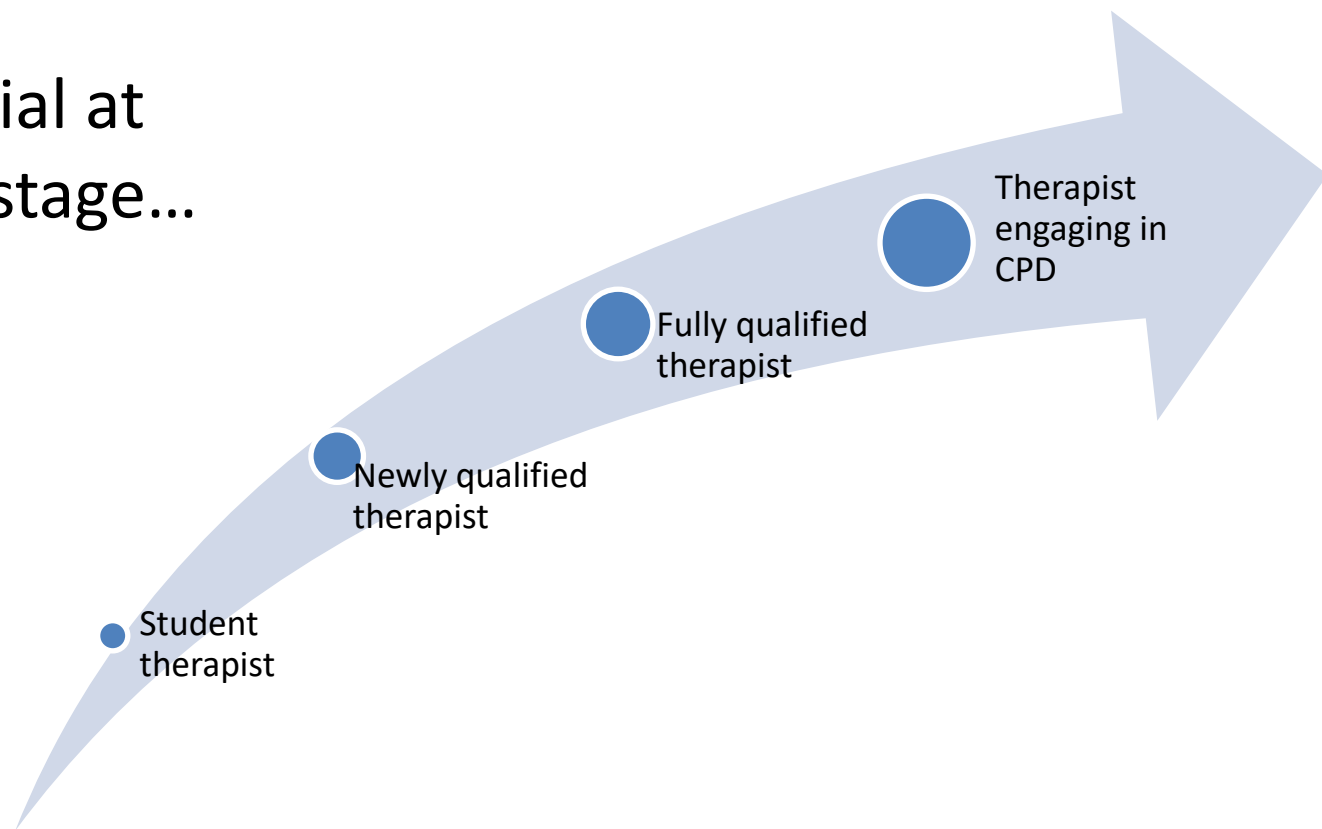 ial at
stage…
Therapist
engaging in
CPD
Fully qualified
therapist
Newly qualified
therapist
Student
therapist